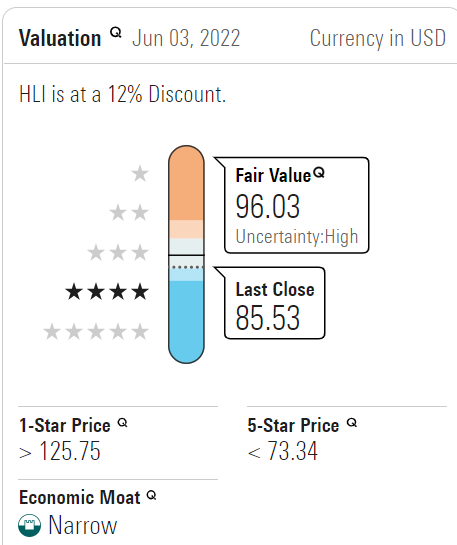 Valuation Q Jun 03, 2022 Currency in USD
HLI is at a 12% Discount.
Fair Value Q
96.03
Uncertainty:High
Last Close
85.53
1-Star Price Q 5-Star Price Q
> 125.75 < 73.34
Economic Moat Q
Narrow